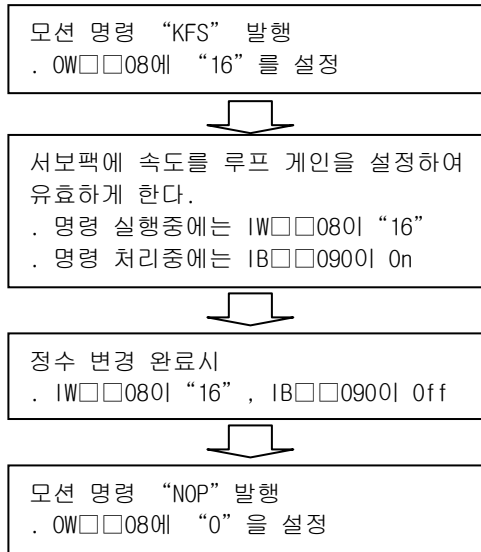 모션 명령 “KFS” 발행
. OW□□08에 “16”를 설정
서보팩에 속도를 루프 게인을 설정하여
유효하게 한다.
. 명령 실행중에는 IW□□08이“16”
. 명령 처리중에는 IB□□090이 On
정수 변경 완료시
. IW□□08이“16”, IB□□090이 Off
모션 명령 “NOP”발행
. OW□□08에 “0”을 설정